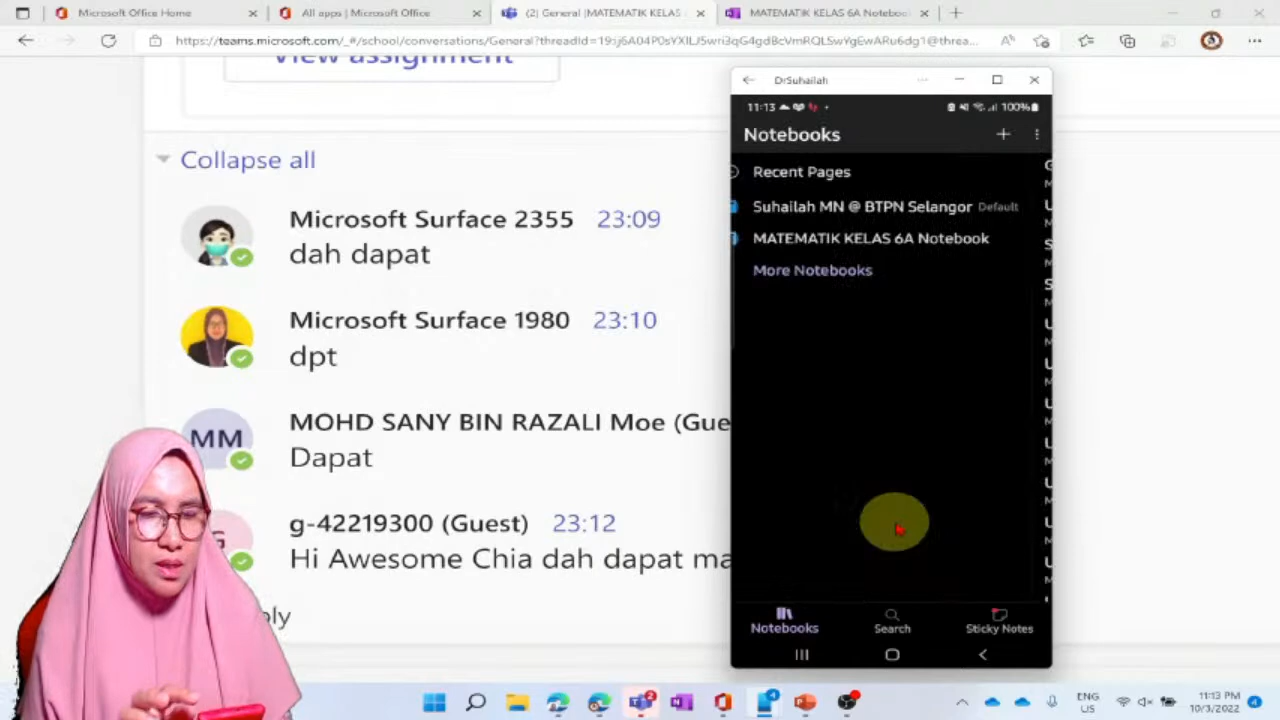 Microsoft Office Home
All apps | Microsoft Office
(2) General (MATEMATIK KELAS
MATEMATIK KELAS 6A Notebook
https://teams.microsoft.com/_#/school/conversations/General?threadId=
View assignment
Collapse all
Microsoft Surface 2355 23:09
dah dapat
Microsoft Surface 1980 23:10
dpt
MM
MOHD SANY BIN RAZALI Moe (Gue
Dapat
g-42219300 (Guest) 23:12
Hi Awesome Chia dah dapat ma
ply
DrSuhailah
11:13
100%
Notebooks
Recent Pages
Suhailah MN @ BTPN Selangor Default
MATEMATIK KELAS 6A Notebook
More Notebooks
Notebooks
Search
Sticky Notes
ENG
US
11:13 PM
10/3/2022